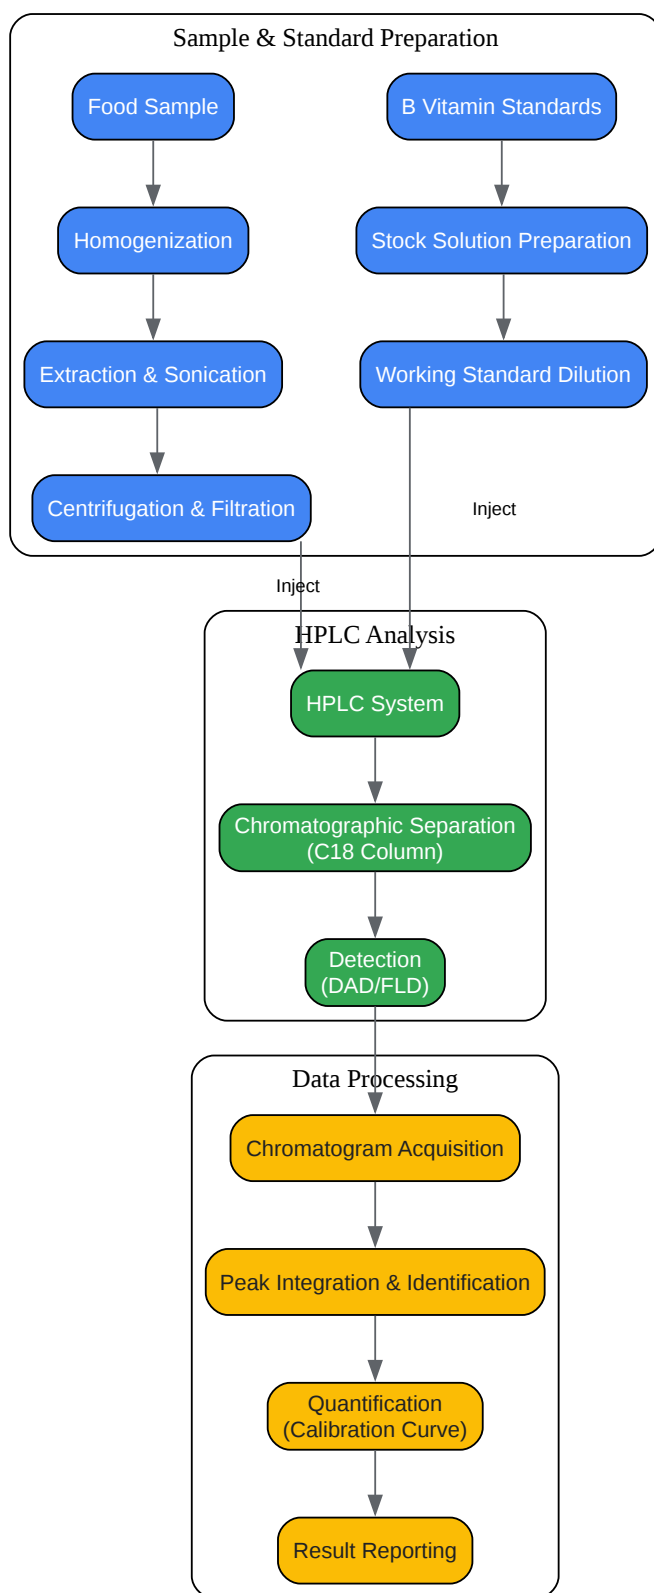 Sample & Standard Preparation
Food Sample
B Vitamin Standards
Homogenization
Stock Solution Preparation
Extraction & Sonication
Working Standard Dilution
Centrifugation & Filtration
Inject
Inject
HPLC Analysis
HPLC System
Chromatographic Separation
(C18 Column)
Detection
(DAD/FLD)
Data Processing
Chromatogram Acquisition
Peak Integration & Identification
Quantification
(Calibration Curve)
Result Reporting